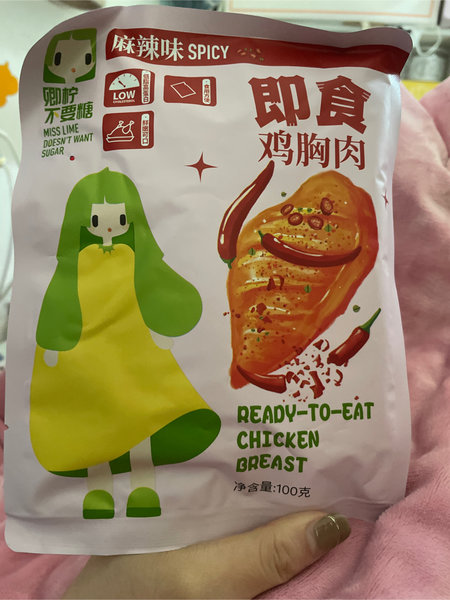 麻辣味 SPICY
卿柠
不要糖
MISS LIME
DOESN'T WANT
SUGAR
LOW
即食
鸡胸肉
READY-TO-EAT
CHICKEN
BREAST
净含量:100克